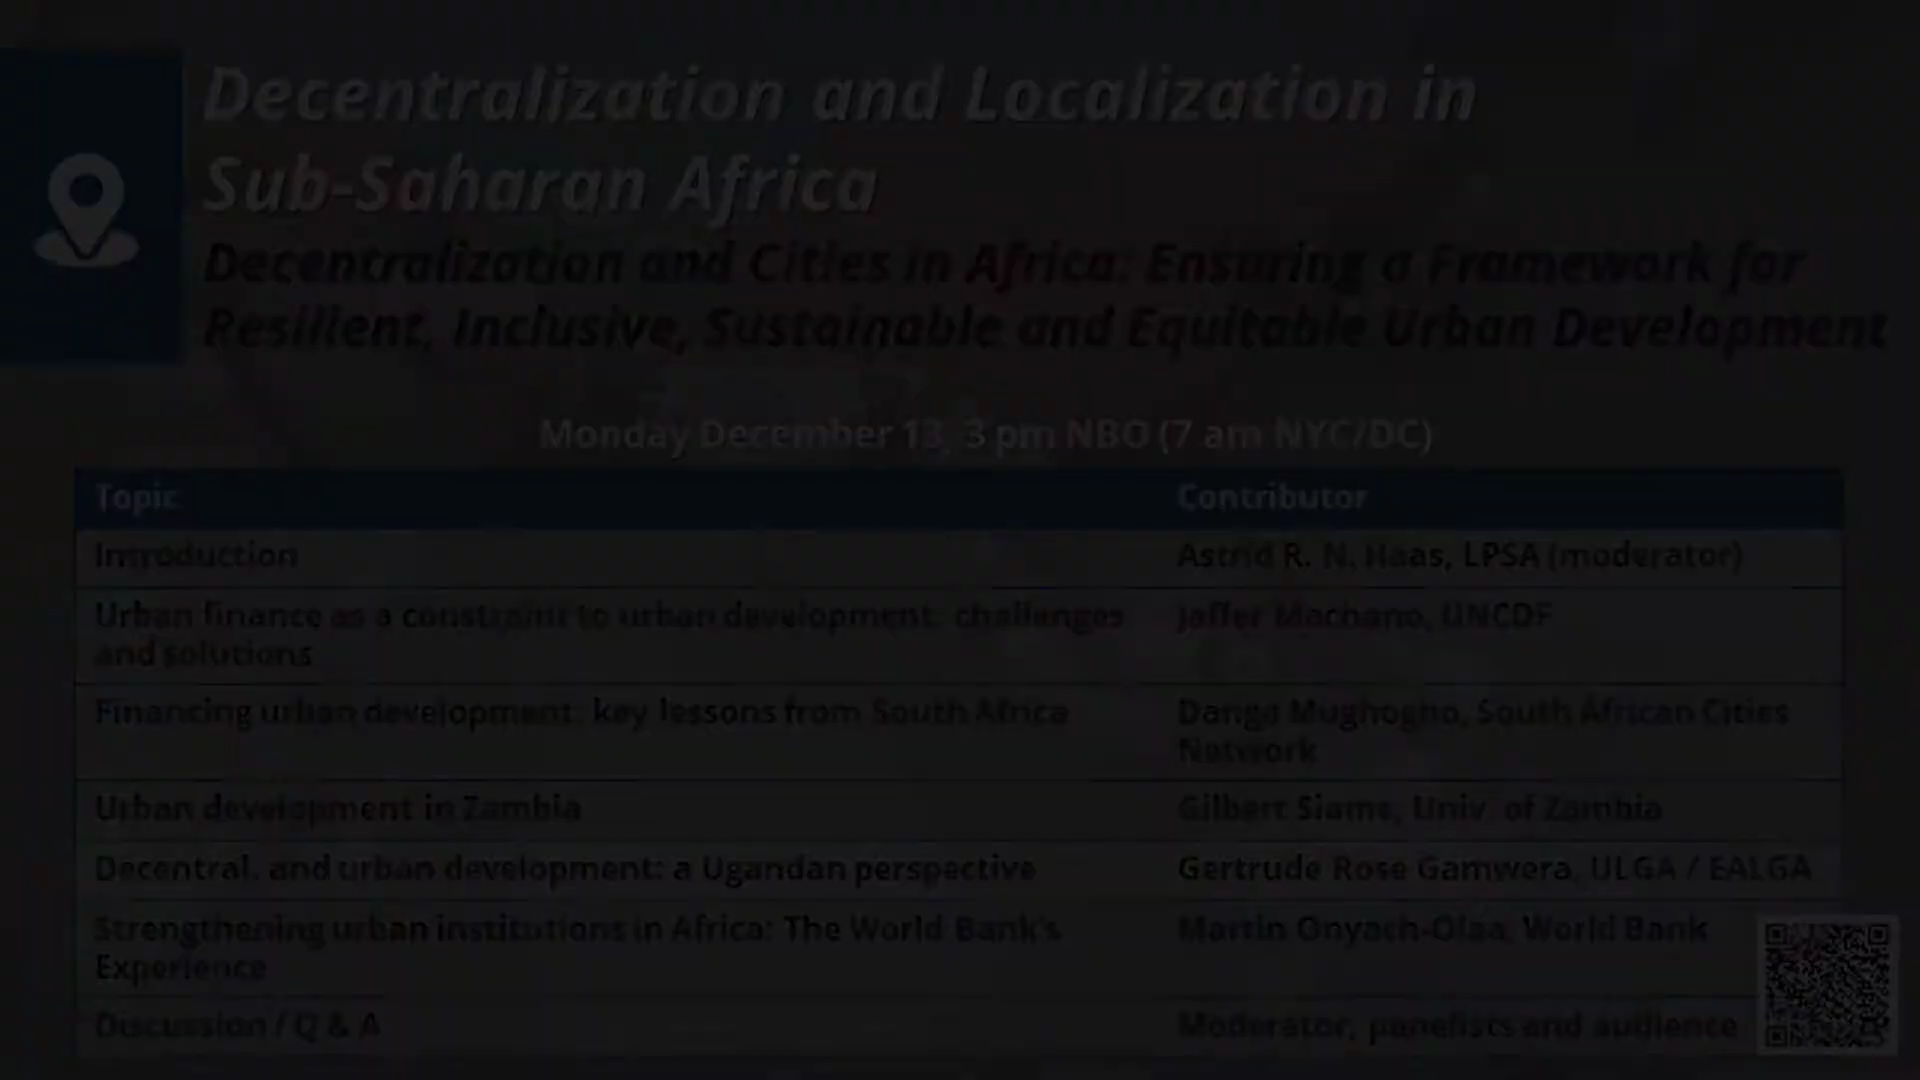 Decentralization and Localization in
Sub-Saharan Africa
Decentralization and Cities in Africa: Ensuring a Framework for
Resilient, Inclusive, Sustainable and Equitable Urban Development
Monday December 13, 3 pm NBO (7 am NYC/DC)
Topic
Contributor
Introduction
Astrid R. N. Haas, LPSA (moderator)
Urban finance as a constraint to urban development: challenges
and solutions
Jaffer Machano, UNCDF
Financing urban development: key lessons from South Africa
Danga Mughogho, South African Cities
Network
Urban development in Zambia
Gilbert Siame, Univ. of Zambia
Decentral. and urban development: a Ugandan perspective
Gertrude Rose Gamwera, ULGA / EALGA
Strengthening urban institutions in Africa: The World Bank's
Experience
Martin Onyach-Olaa, World Bank
Discussion / Q & A
Moderator, panelists and audience